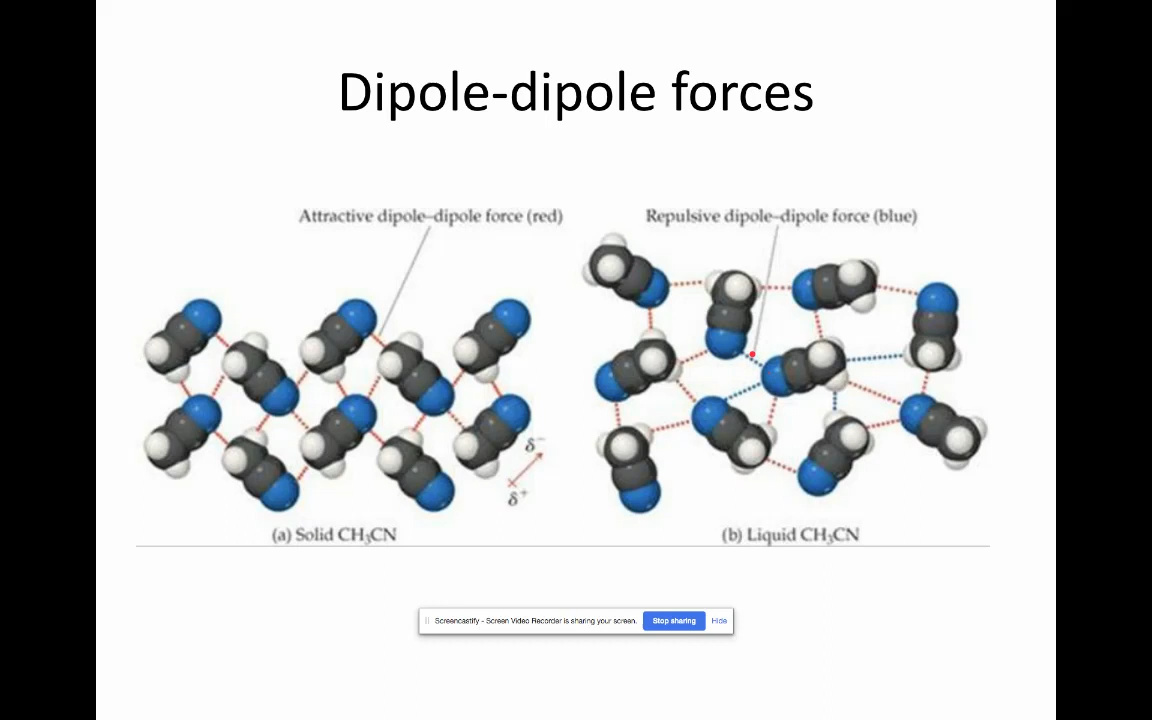 Dipole-dipole forces
Attractive dipole–dipole force (red)
Repulsive dipole–dipole force (blue)
δ−
δ+
(a) Solid CH₃CN
(b) Liquid CH₃CN
Screencastify - Screen Video Recorder is sharing your screen. Stop sharing Hide